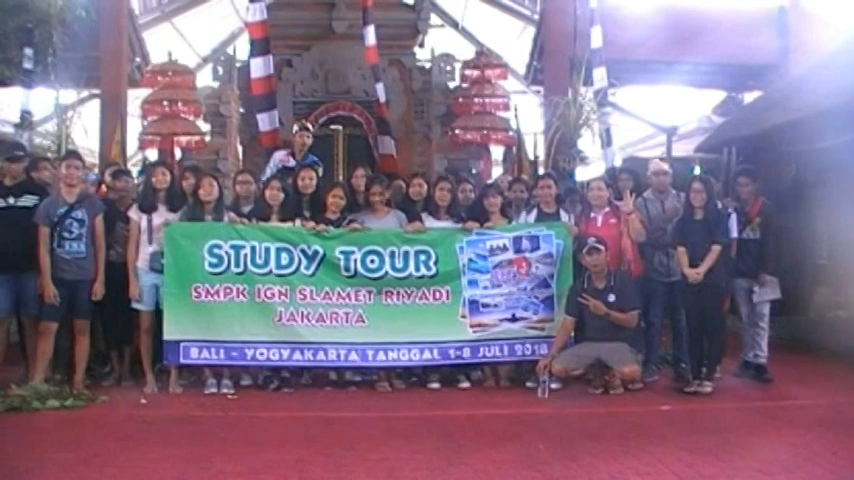 STUDY TOUR
SMPK IGN SLAMET RIYADI
JAKARTA
BALI - YOGYAKARTA TANGGAL 1-8 JULI 2018